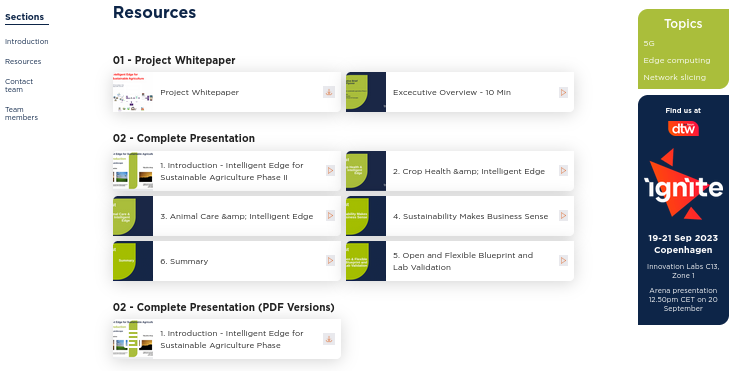 Sections
Introduction
Resources
Contact
team
Team
members
Resources
01 - Project Whitepaper
Project Whitepaper
Excecutive Overview - 10 Min
02 - Complete Presentation
1. Introduction - Intelligent Edge for
Sustainable Agriculture Phase II
2. Crop Health &amp; Intelligent Edge
3. Animal Care &amp; Intelligent Edge
4. Sustainability Makes Business Sense
6. Summary
5. Open and Flexible Blueprint and
Lab Validation
02 - Complete Presentation (PDF Versions)
1. Introduction - Intelligent Edge for
Sustainable Agriculture Phase
Topics
5G
Edge computing
Network slicing
Find us at
dtw
ignite
19-21 Sep 2023
Copenhagen
Innovation Labs C13,
Zone 1
Arena presentation
12.50pm CET on 20
September